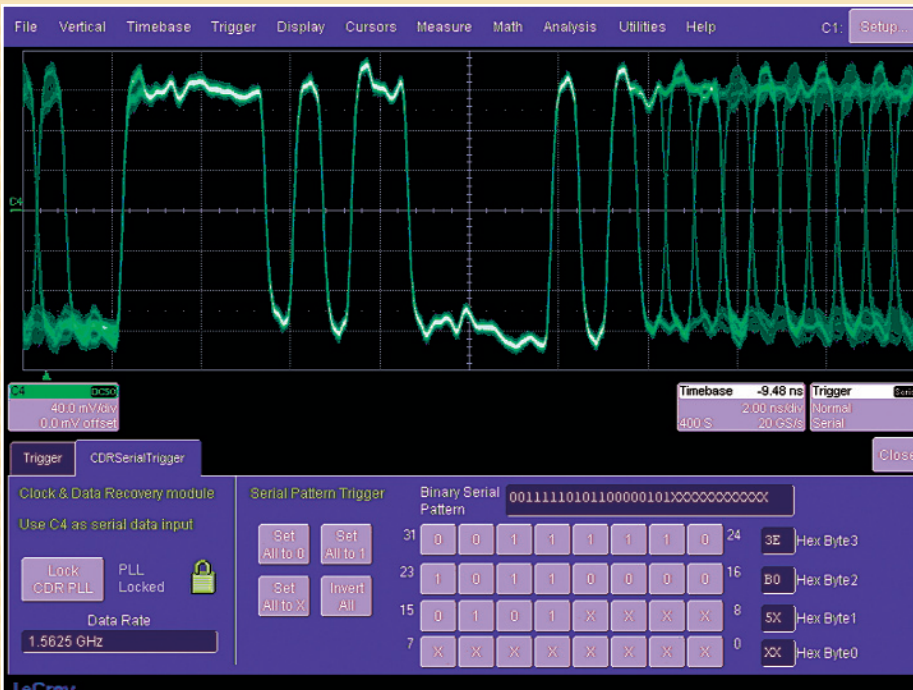 File Vertical Timebase Trigger Display Cursors Measure Math Analysis Utilities Help C1: Setup...
C4
C4 DC50
40.0 mV/div
0.0 mV offset
Timebase -9.48 ns
2.00 ns/div
400 S 20 GS/s
Trigger
Normal
Serial
Trigger CDRSerialTrigger Close
Clock & Data Recovery module
Use C4 as serial data input
Lock CDR PLL
PLL Locked
Data Rate
1.5625 GHz
Serial Pattern Trigger
Set All to 0
Set All to 1
Set All to X
Invert All
Binary Serial Pattern
31 0 0 1 1 1 1 1 0 24 3E Hex Byte3
23 1 0 1 1 0 0 0 0 16 B0 Hex Byte2
15 0 1 0 1 X X X X 8 5X Hex Byte1
7 X X X X X X X X 0 XX Hex Byte0
LeCroy